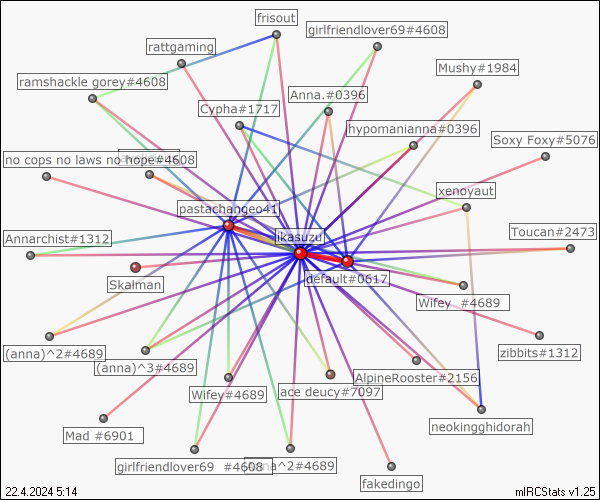 frisout
girlfriendlover69#4608
rattgaming
Mushy#1984
ramshackle gorey#4608
Anna.#0396
Cypha#1717
hypomanianna#0396
Soxy Foxy#5076
no cops no laws no hope#4608
xenoyaut
pastachangeo41
ikasuzu
Toucan#2473
Annarchist#1312
default#0617
Skalman
Wifey #4689
(anna)^2#4689
(anna)^3#4689
zibbits#1312
AlpineRooster#2156
Wifey#4689
ace deucy#7097
neokingghidorah
Mad #6901
girlfriendlover69 #4608
^2#4689
fakedingo
22.4.2024 5:14
mIRCStats v1.25